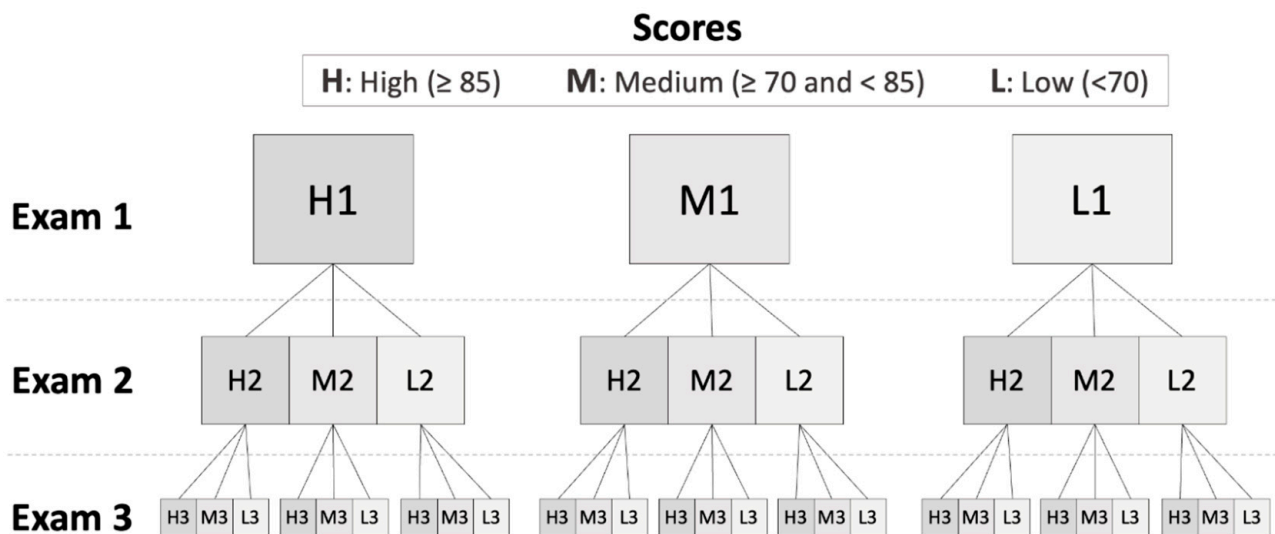 Scores
H: High (≥ 85) M: Medium (≥ 70 and < 85) L: Low (<70)
Exam 1 H1 M1 L1
Exam 2 H2 M2 L2 H2 M2 L2 H2 M2 L2
Exam 3 H3 M3 L3 H3 M3 L3 H3 M3 L3 H3 M3 L3 H3 M3 L3 H3 M3 L3 H3 M3 L3 H3 M3 L3 H3 M3 L3